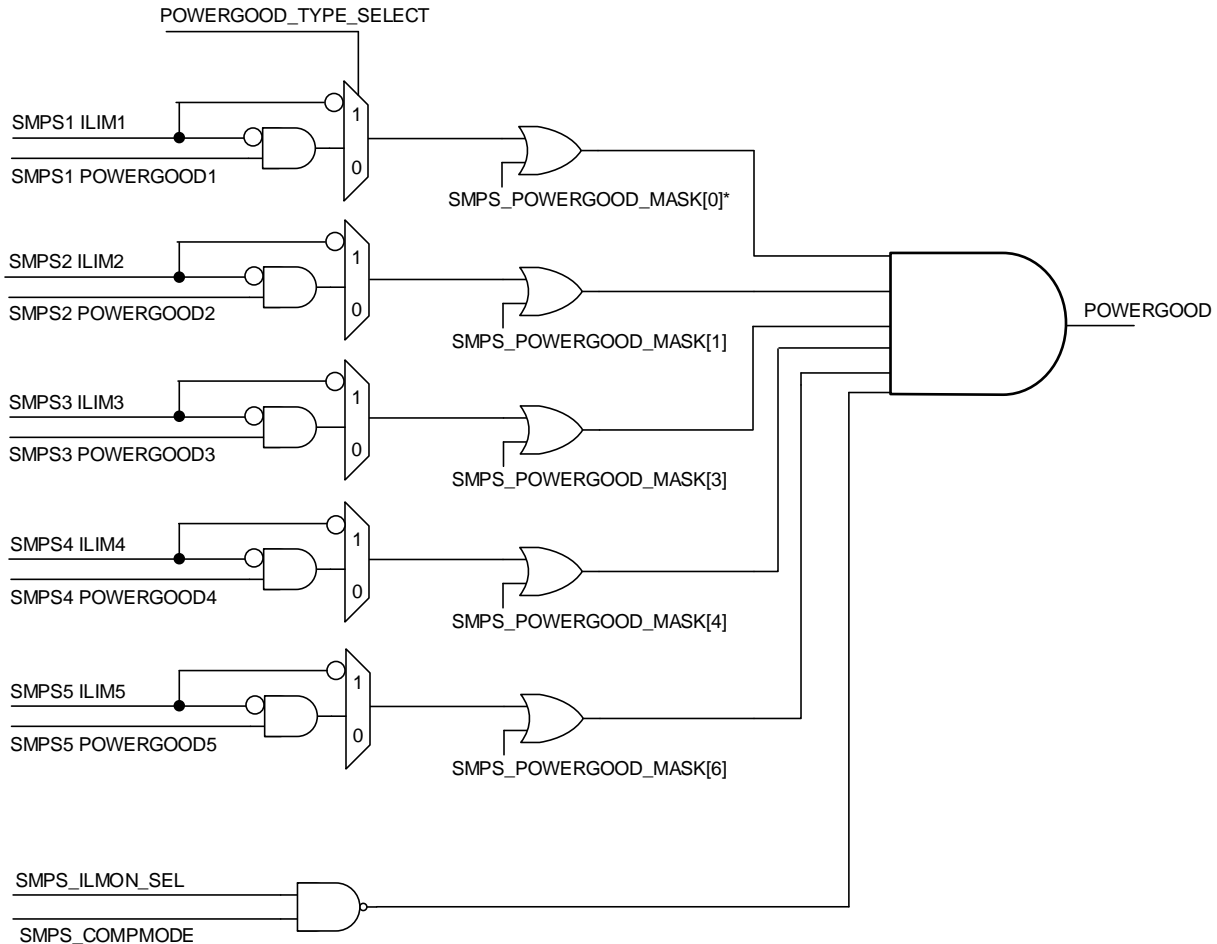 POWERGOOD_TYPE_SELECT
SMPS1 ILIM1
1
0
SMPS1 POWERGOOD1
SMPS_POWERGOOD_MASK[0]*
SMPS2 ILIM2
1
0
SMPS2 POWERGOOD2
SMPS_POWERGOOD_MASK[1]
POWERGOOD
SMPS3 ILIM3
1
0
SMPS3 POWERGOOD3
SMPS_POWERGOOD_MASK[3]
SMPS4 ILIM4
1
0
SMPS4 POWERGOOD4
SMPS_POWERGOOD_MASK[4]
SMPS5 ILIM5
1
0
SMPS5 POWERGOOD5
SMPS_POWERGOOD_MASK[6]
SMPS_ILMON_SEL
SMPS_COMPMODE